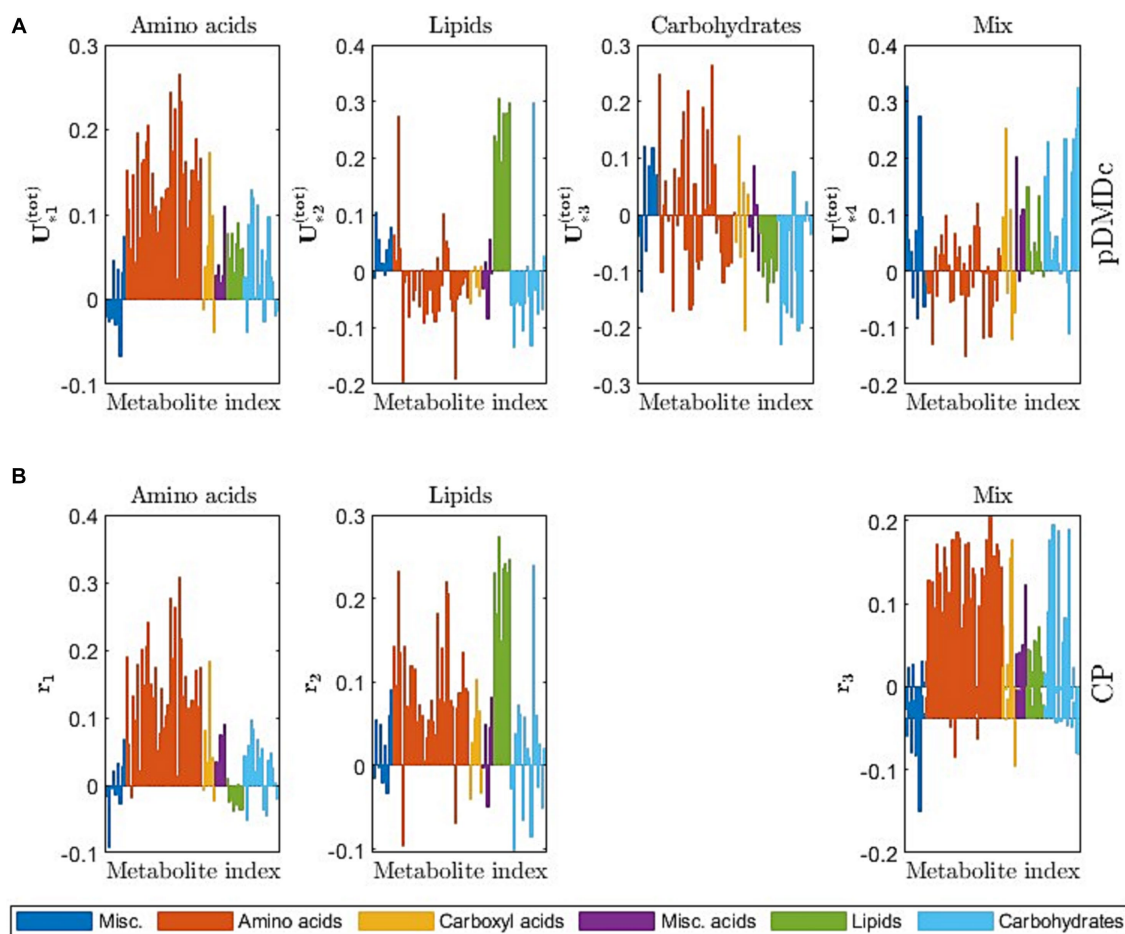 A
Amino acids Lipids Carbohydrates Mix
0.3 0.2 0.1 0 -0.1
U*1^(tot)
Metabolite index
0.4 0.3 0.2 0.1 0 -0.1 -0.2
U*2^(tot)
Metabolite index
0.3 0.2 0.1 0 -0.1 -0.2 -0.3
U*3^(tot)
Metabolite index
0.4 0.3 0.2 0.1 0 -0.1 -0.2
U*4^(tot)
Metabolite index
pDMDc
B
Amino acids Lipids Mix
0.4 0.3 0.2 0.1 0 -0.1
r1
Metabolite index
0.3 0.2 0.1 0 -0.1
r2
Metabolite index
0.2 0.1 0 -0.1 -0.2
r3
Metabolite index
CP
Misc. Amino acids Carboxyl acids Misc. acids Lipids Carbohydrates